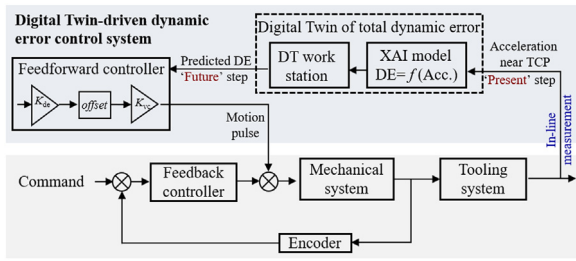 Digital Twin-driven dynamic
error control system
Digital Twin of total dynamic error
Feedforward controller
K_de
offset
K_vc
Predicted DE
'Future' step
DT work
station
XAI model
DE=f(Acc.)
Acceleration
near TCP
'Present' step
In-line
measurement
Motion
pulse
Command
Feedback
controller
Mechanical
system
Tooling
system
Encoder